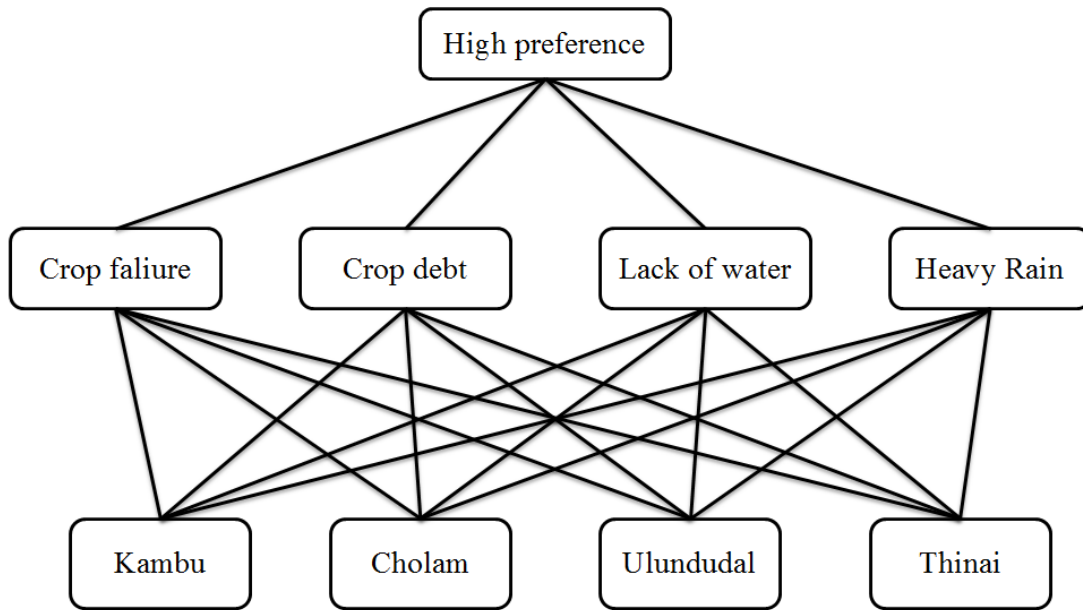 High preference
Crop faliure
Crop debt
Lack of water
Heavy Rain
Kambu
Cholam
Ulundudal
Thinai